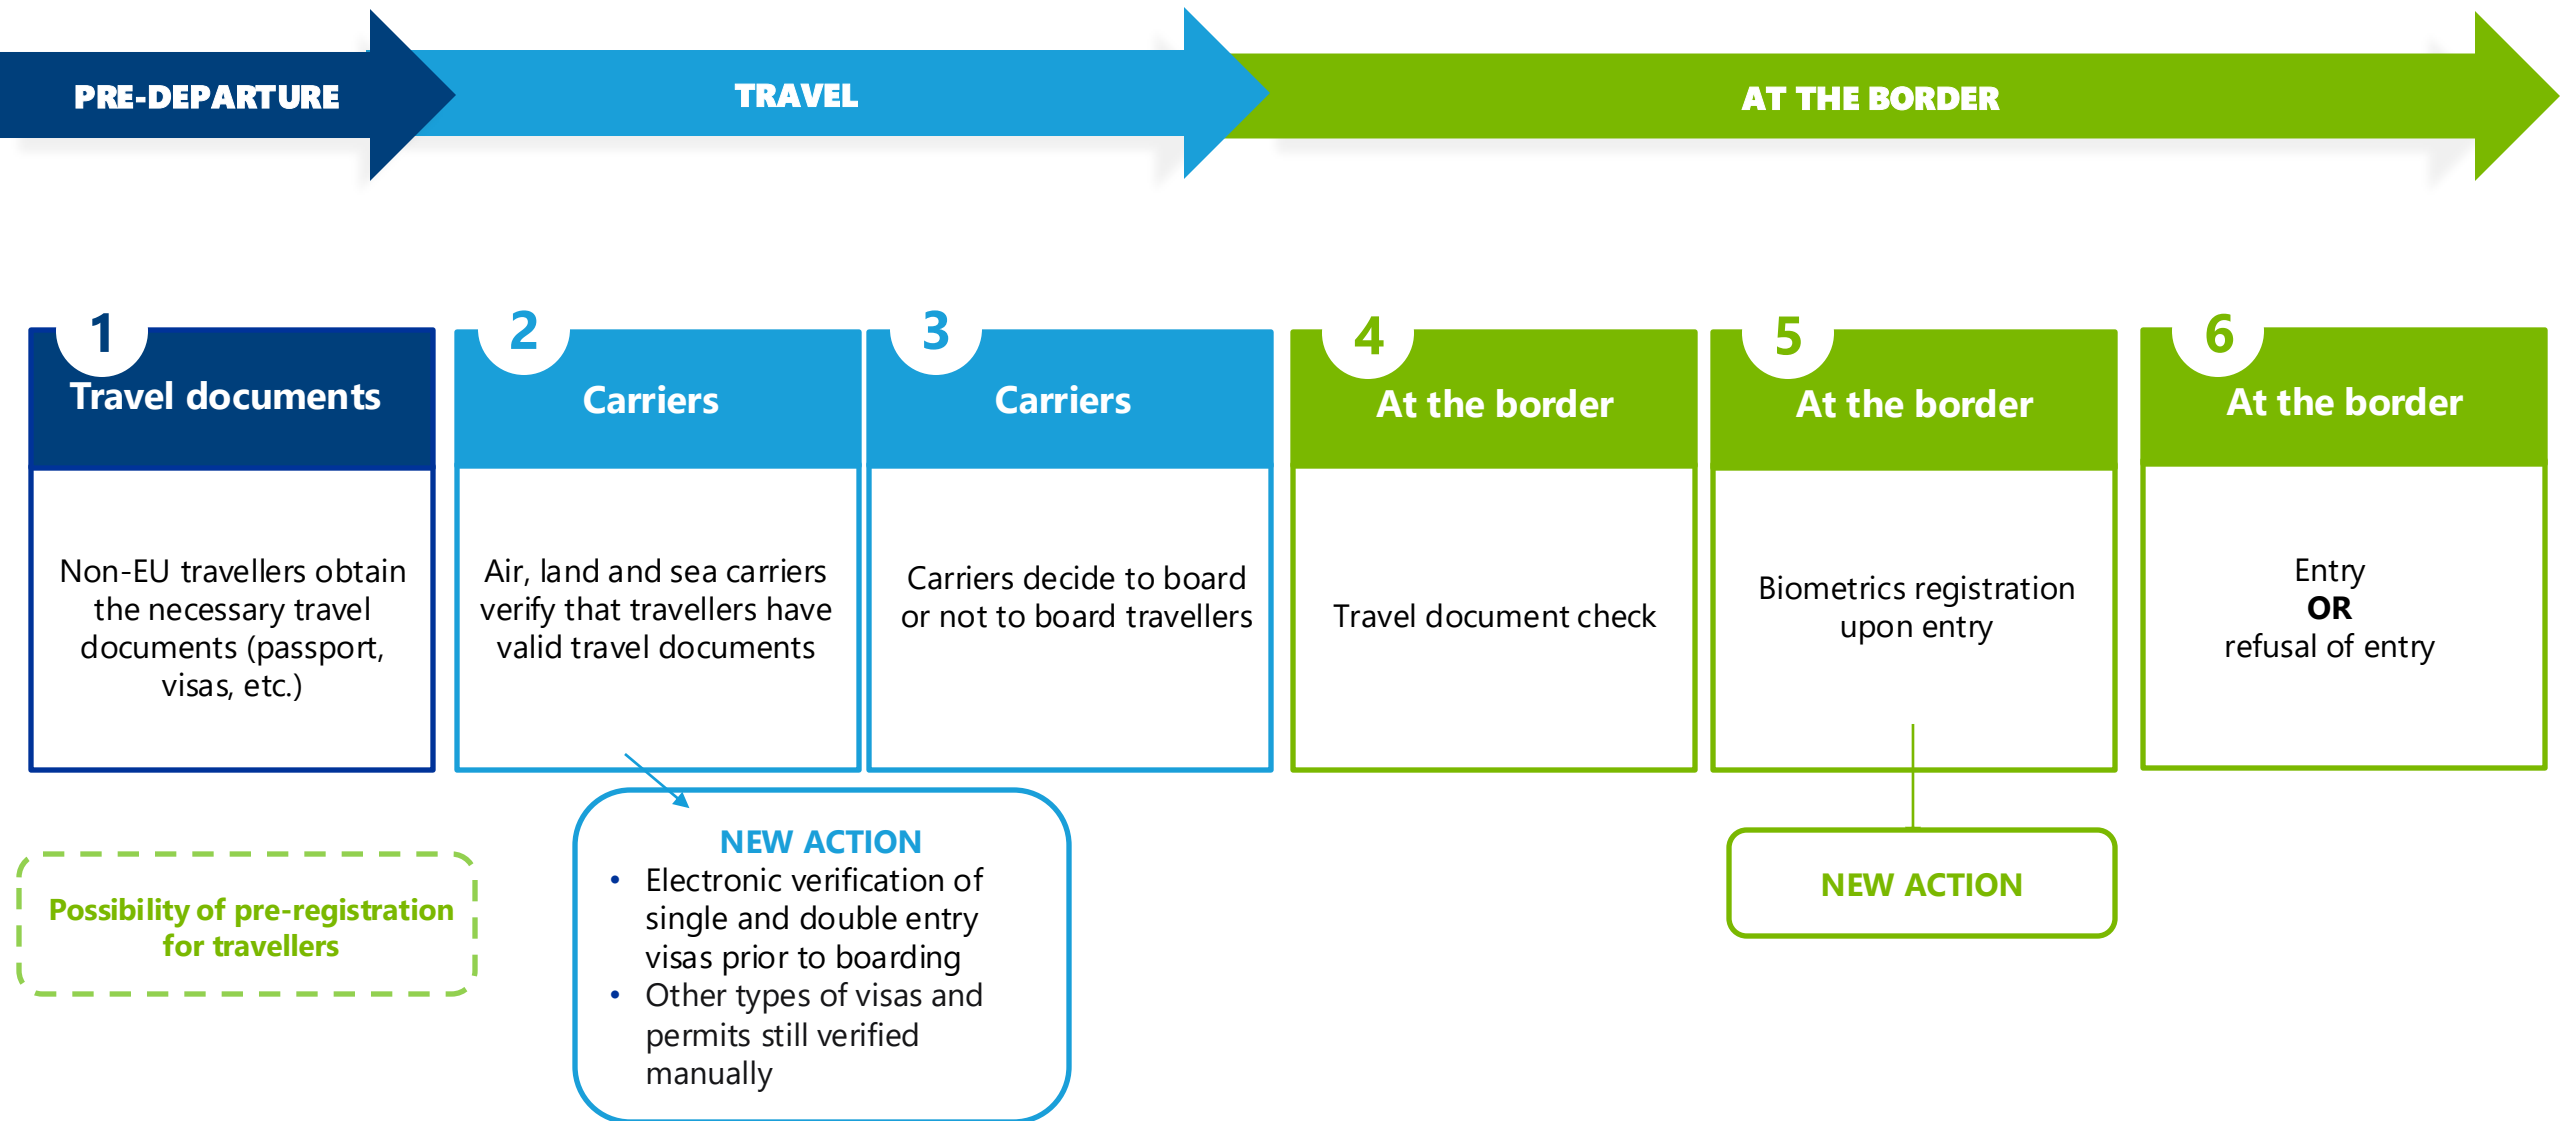 PRE-DEPARTURE
TRAVEL
AT THE BORDER
1
Travel documents
Non-EU travellers obtain
the necessary travel
documents (passport,
visas, etc.)
2
Carriers
Air, land and sea carriers
verify that travellers have
valid travel documents
3
Carriers
Carriers decide to board
or not to board travellers
4
At the border
Travel document check
5
At the border
Biometrics registration
upon entry
6
At the border
Entry
OR
refusal of entry
Possibility of pre-registration
for travellers
NEW ACTION
• Electronic verification of
single and double entry
visas prior to boarding
• Other types of visas and
permits still verified
manually
NEW ACTION